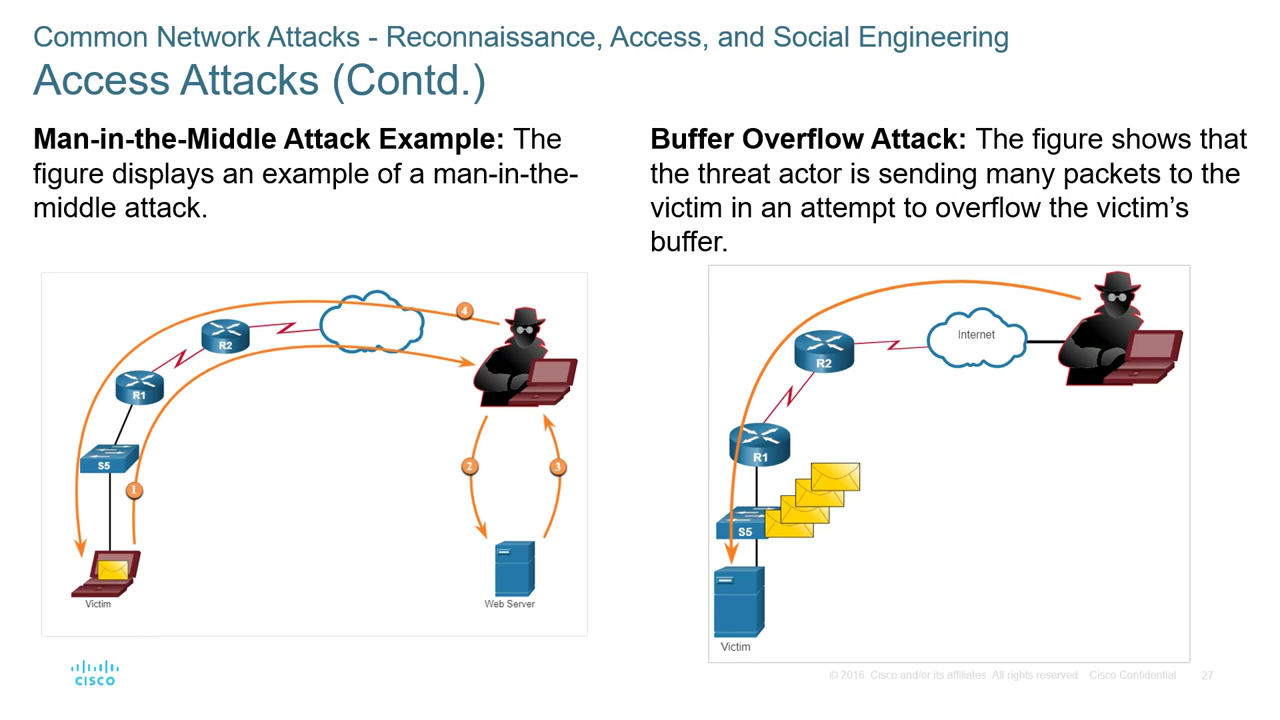 Common Network Attacks - Reconnaissance, Access, and Social Engineering
Access Attacks (Contd.)
Man-in-the-Middle Attack Example: The
figure displays an example of a man-in-the-
middle attack.
4
R2
R1
S5
1
2
3
Victim
Web Server
Buffer Overflow Attack: The figure shows that
the threat actor is sending many packets to the
victim in an attempt to overflow the victim’s
buffer.
Internet
R2
R1
S5
Victim
CISCO
© 2016 Cisco and/or its affiliates. All rights reserved. Cisco Confidential
27